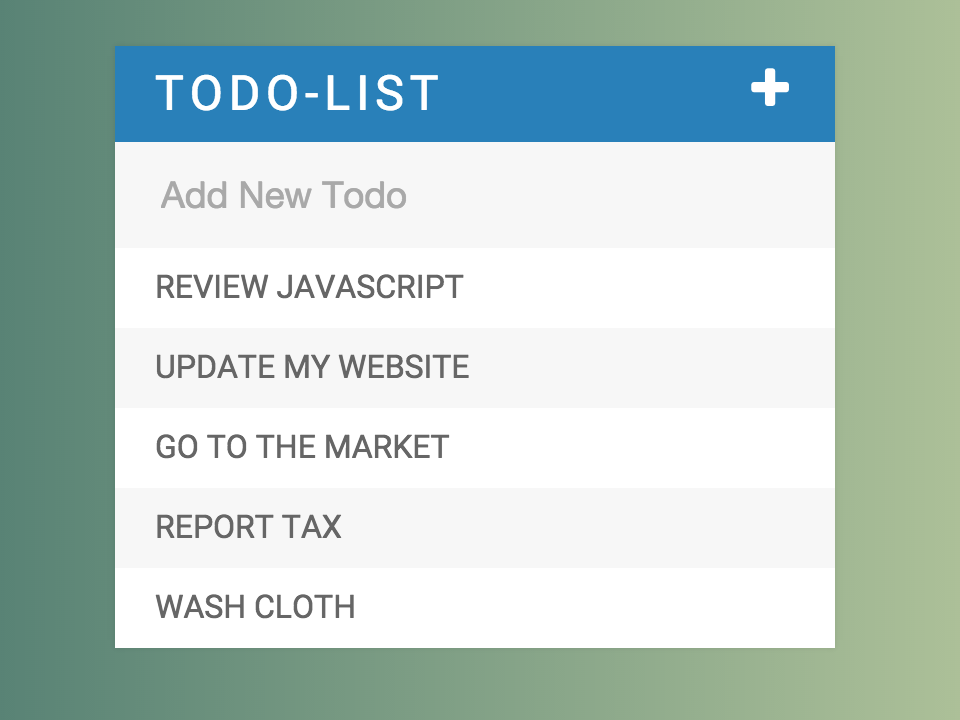 TODO-LIST
Add New Todo
REVIEW JAVASCRIPT
UPDATE MY WEBSITE
GO TO THE MARKET
REPORT TAX
WASH CLOTH